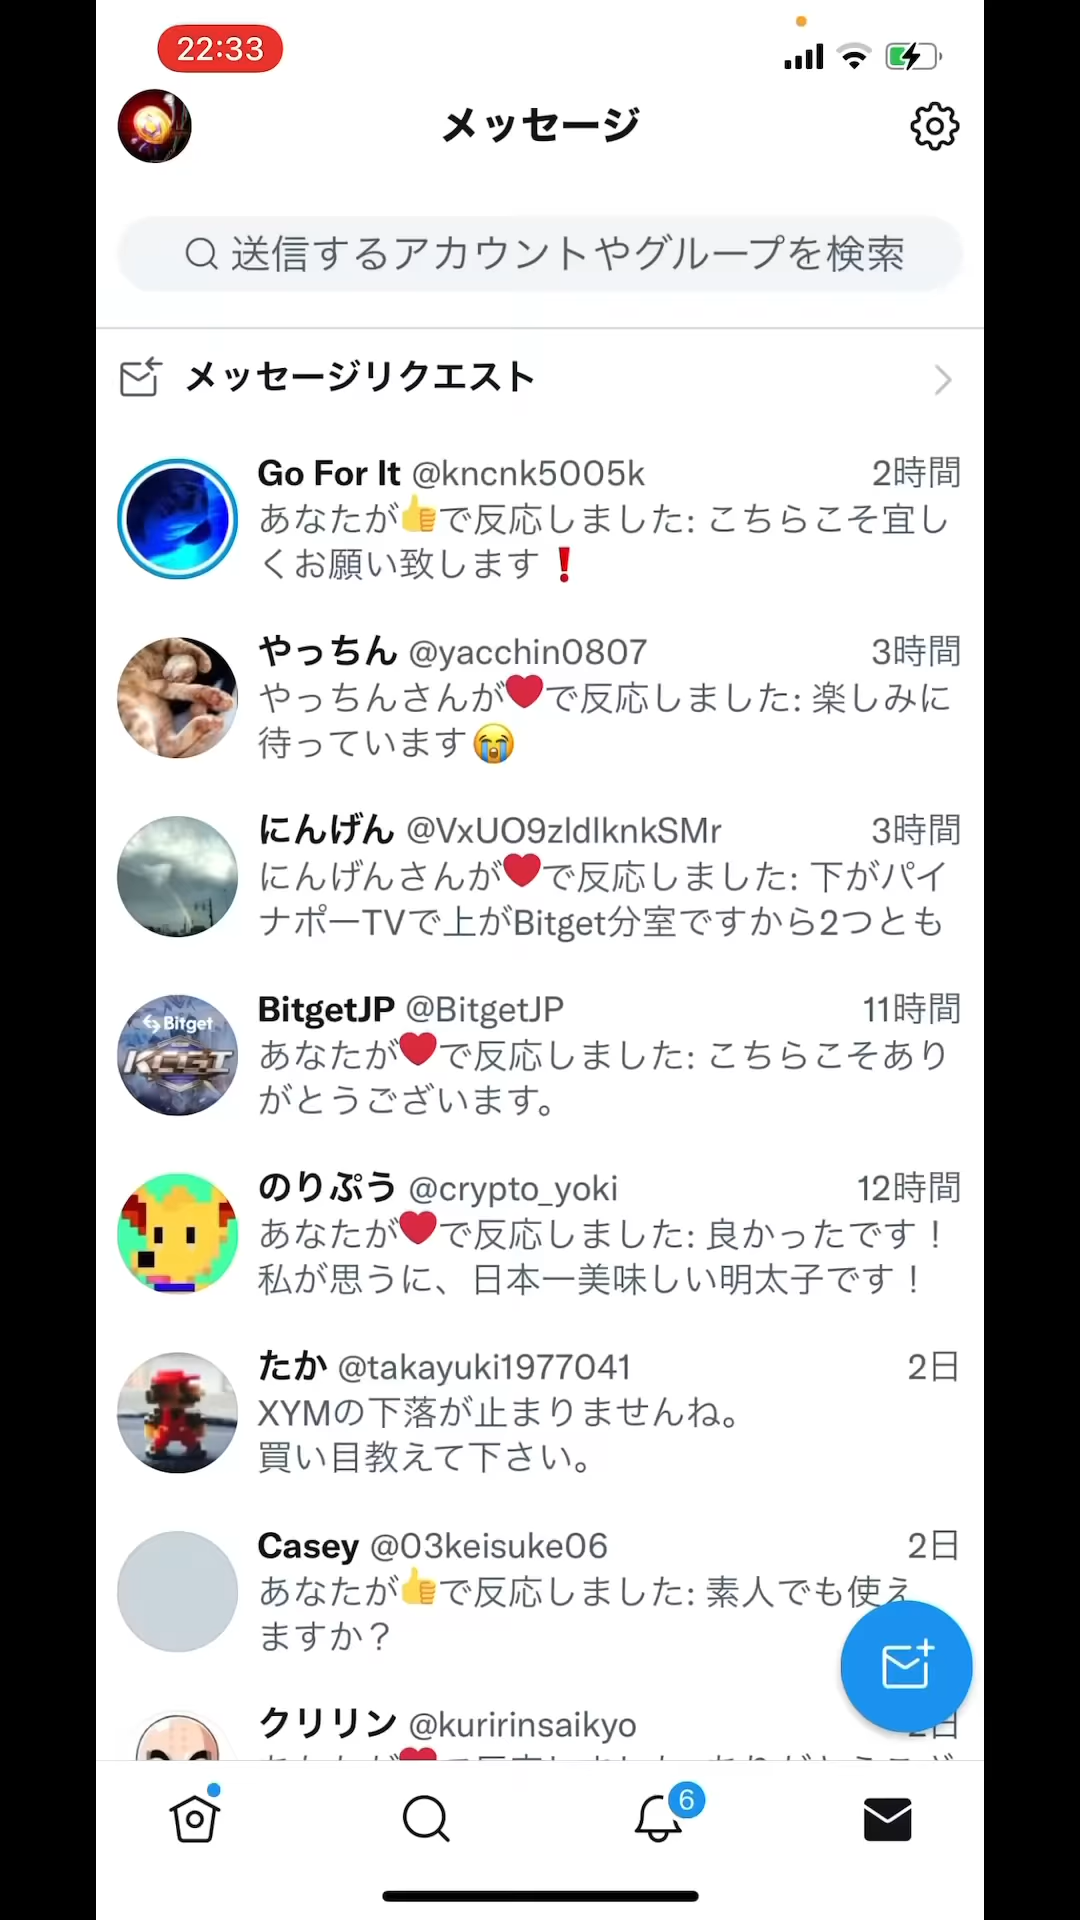 22:33
メッセージ
送信するアカウントやグループを検索
メッセージリクエスト
Go For It @kncnk5005k 2時間
あなたが👍で反応しました: こちらこそ宜し
くお願い致します❗
やっちん @yacchin0807 3時間
やっちんさんが❤️で反応しました: 楽しみに
待っています😭
にんげん @VxUO9zldlknkSMr 3時間
にんげんさんが❤️で反応しました: 下がパイ
ナポーTVで上がBitget分室ですから2つとも
Bitget
KCGI
BitgetJP @BitgetJP 11時間
あなたが❤️で反応しました: こちらこそあり
がとうございます。
のりぷう @crypto_yoki 12時間
あなたが❤️で反応しました: 良かったです！
私が思うに、日本一美味しい明太子です！
たか @takayuki1977041 2日
XYMの下落が止まりませんね。
買い目教えて下さい。
Casey @03keisuke06 2日
あなたが👍で反応しました: 素人でも使え
ますか？
クリリン @kuririnsaikyo 2日
6